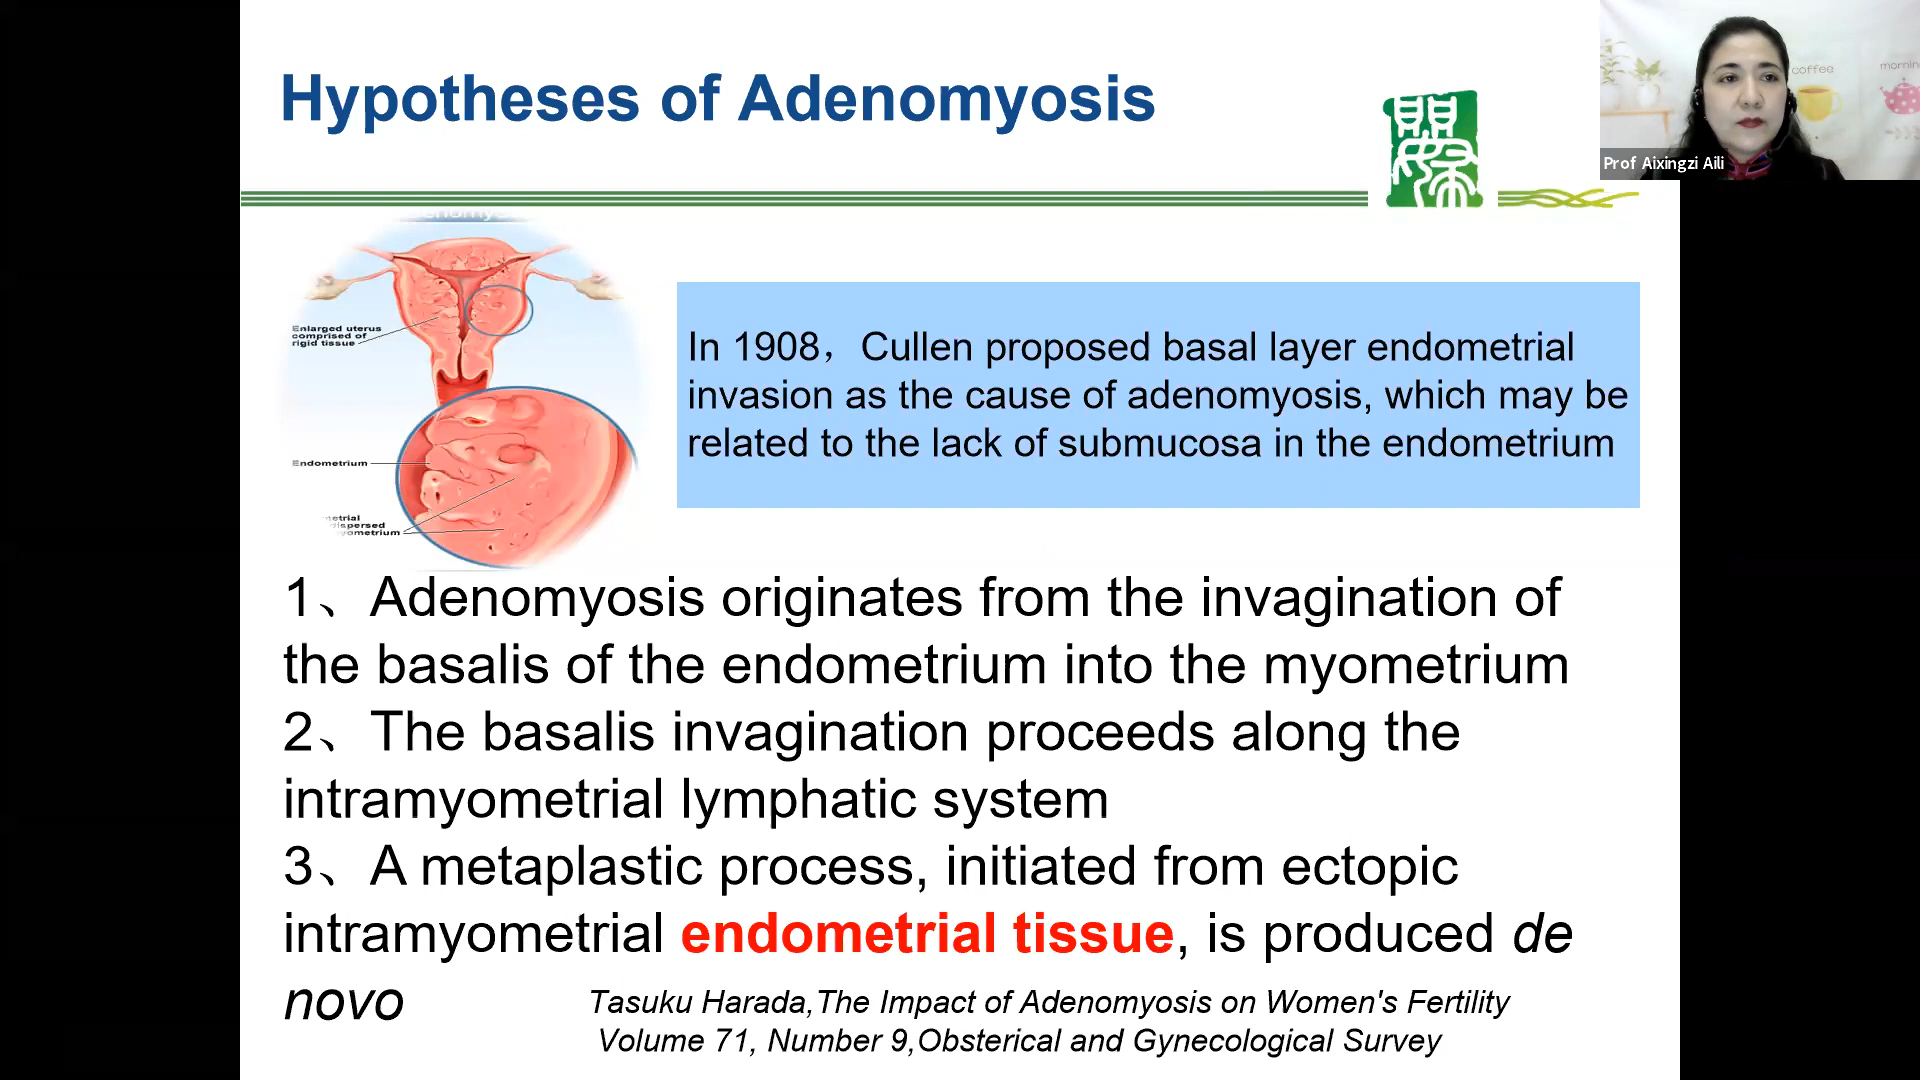 Hypotheses of Adenomyosis
coffee
Prof Aixingzi Aili
Enlarged uterus
comprised of
rigid tissue
Endometrium
In 1908，Cullen proposed basal layer endometrial
invasion as the cause of adenomyosis, which may be
related to the lack of submucosa in the endometrium
1、Adenomyosis originates from the invagination of
the basalis of the endometrium into the myometrium
2、The basalis invagination proceeds along the
intramyometrial lymphatic system
3、A metaplastic process, initiated from ectopic
intramyometrial endometrial tissue, is produced de
novo
Tasuku Harada,The Impact of Adenomyosis on Women's Fertility
Volume 71, Number 9,Obsterical and Gynecological Survey